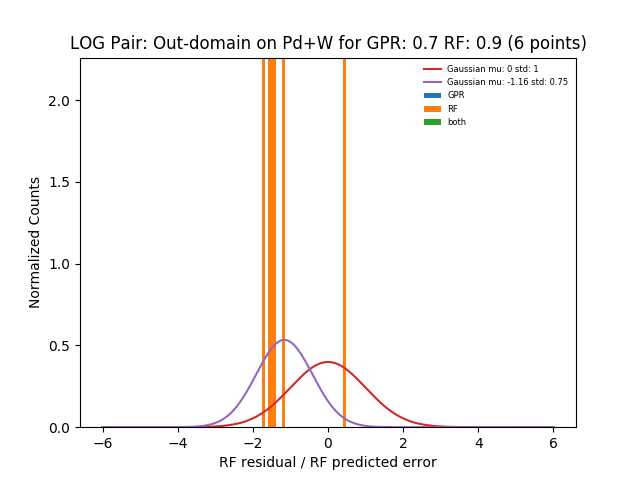 LOG Pair: Out-domain on Pd+W for GPR: 0.7 RF: 0.9 (6 points)
Gaussian mu: 0 std: 1
Gaussian mu: -1.16 std: 0.75
GPR
RF
both
Normalized Counts
2.0
1.5
1.0
0.5
0.0
−6 −4 −2 0 2 4 6
RF residual / RF predicted error